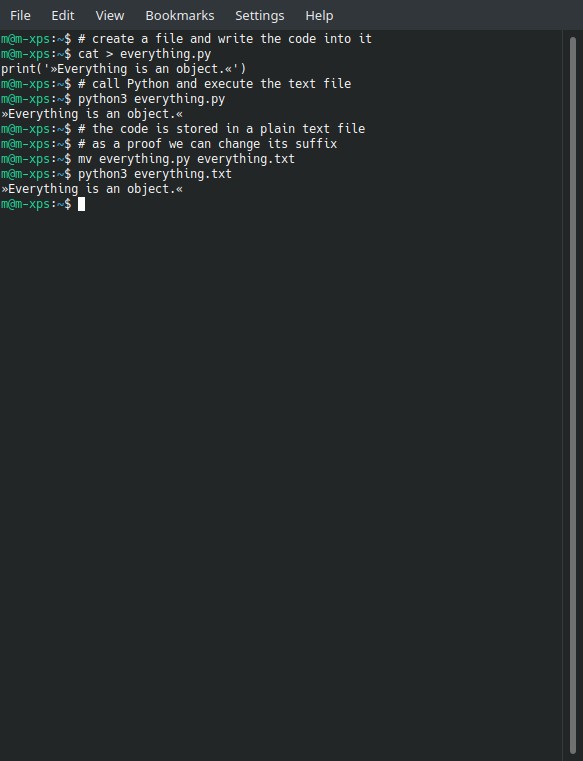 File Edit View Bookmarks Settings Help
m@m-xps:~$ # create a file and write the code into it
m@m-xps:~$ cat > everything.py
print('»Everything is an object.«')
m@m-xps:~$ # call Python and execute the text file
m@m-xps:~$ python3 everything.py
»Everything is an object.«
m@m-xps:~$ # the code is stored in a plain text file
m@m-xps:~$ # as a proof we can change its suffix
m@m-xps:~$ mv everything.py everything.txt
m@m-xps:~$ python3 everything.txt
»Everything is an object.«
m@m-xps:~$